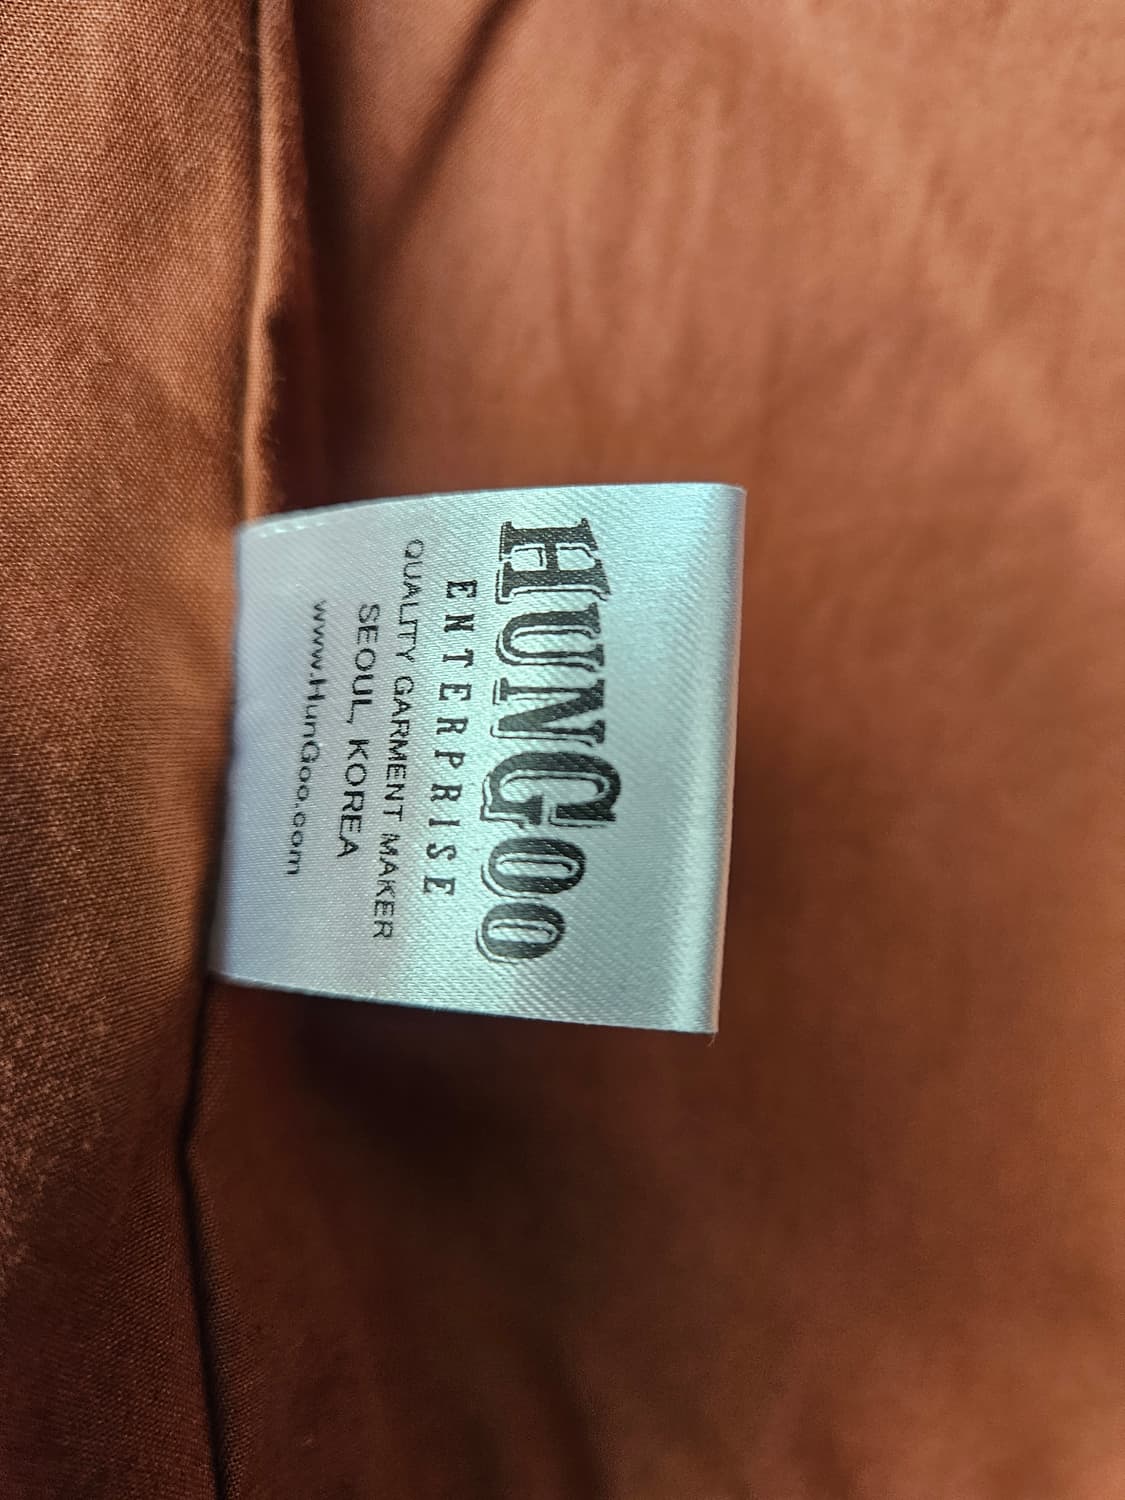 HUNGOO
ENTERPRISE
QUALITY GARMENT MAKER
SEOUL, KOREA
www.HunGoo.com